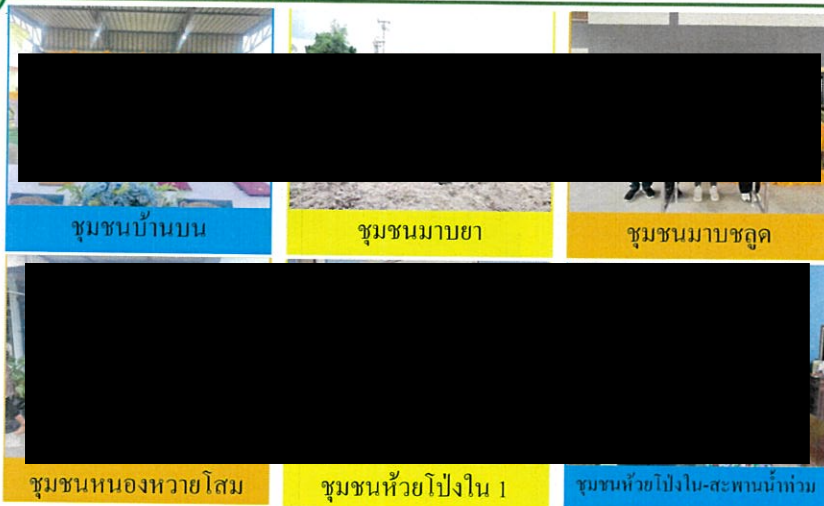 ชุมชนบ้านบน
ชุมชนมาบยา
ชุมชนมาบชลูด
ชุมชนหนองหวายโสม
ชุมชนห้วยโป่งใน 1
ชุมชนห้วยโป่งใน-สะพานน้ำท่วม